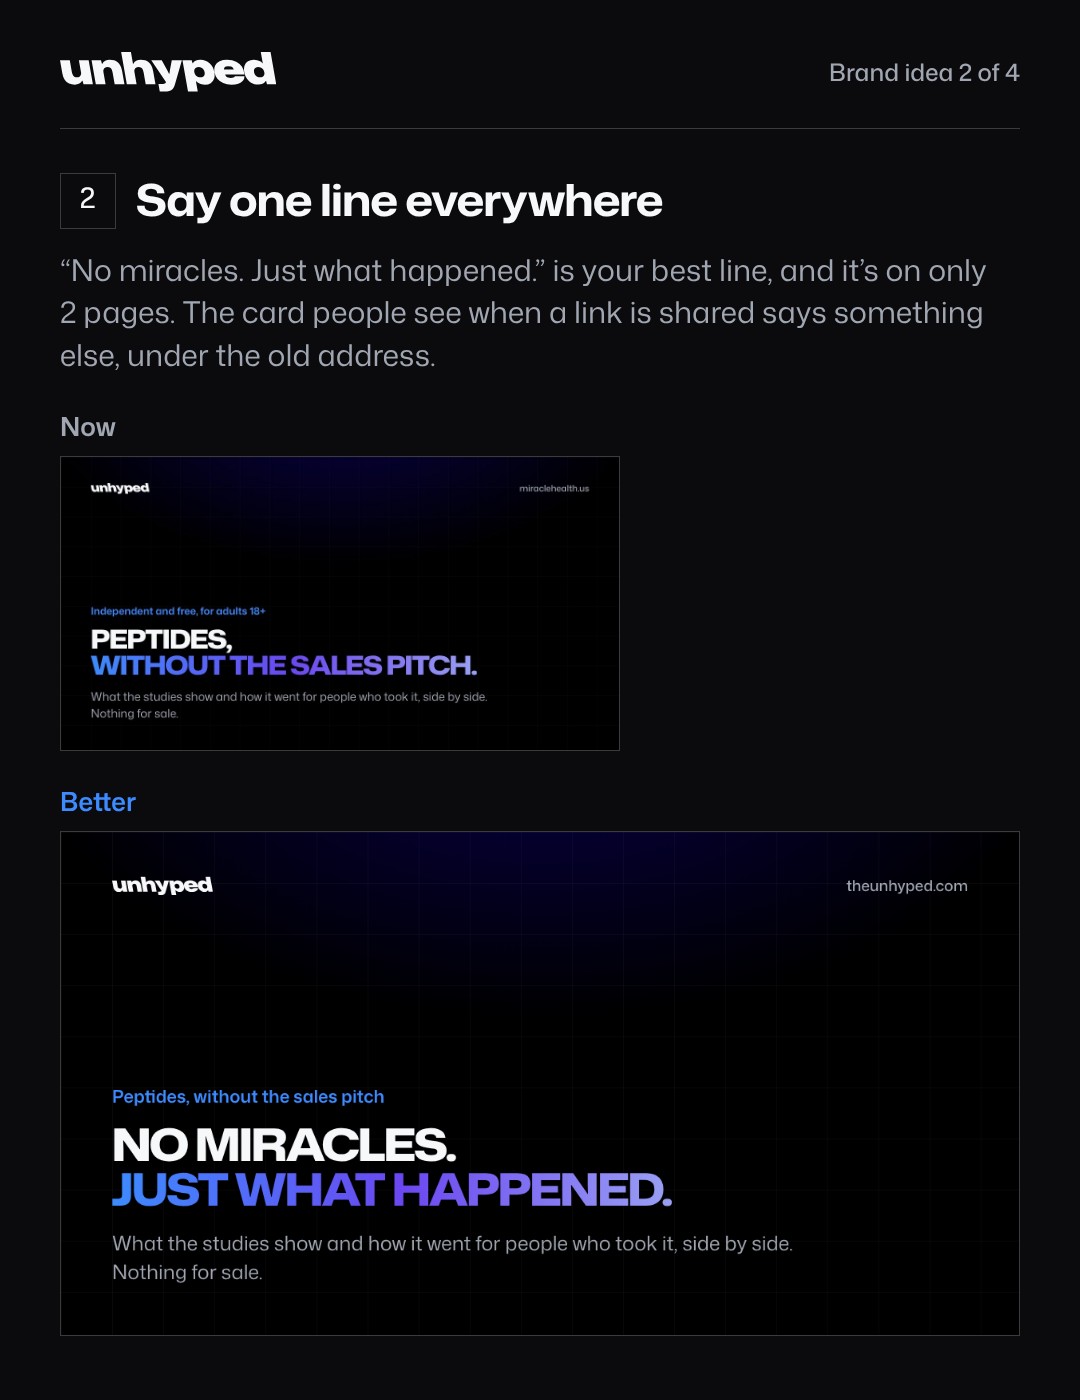 unhyped
Brand idea 2 of 4
2
Say one line everywhere
“No miracles. Just what happened.” is your best line, and it’s on only
2 pages. The card people see when a link is shared says something
else, under the old address.
Now
unhyped
miraclehealth.us
Independent and free, for adults 18+
PEPTIDES,
WITHOUT THE SALES PITCH.
What the studies show and how it went for people who took it, side by side.
Nothing for sale.
Better
unhyped
theunhyped.com
Peptides, without the sales pitch
NO MIRACLES.
JUST WHAT HAPPENED.
What the studies show and how it went for people who took it, side by side.
Nothing for sale.